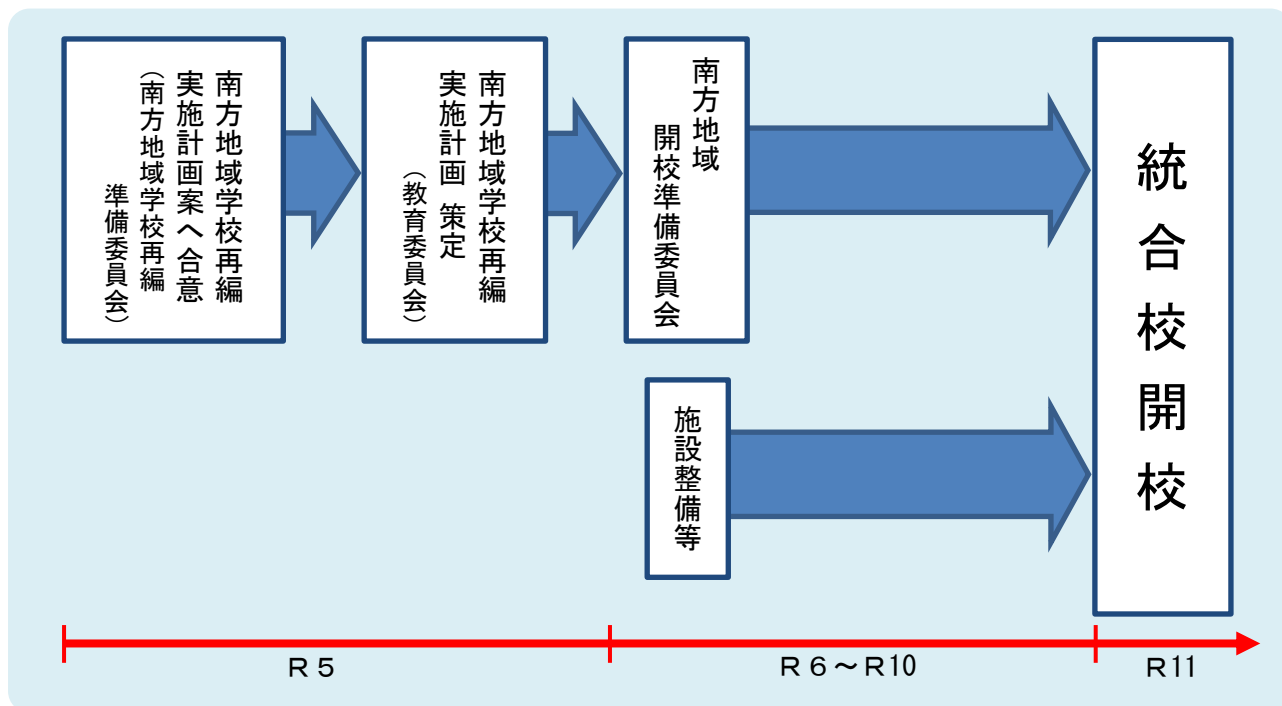 南方地域学校再編
実施計画案へ合意
（南方地域学校再編
準備委員会）
南方地域学校再編
実施計画 策定
（教育委員会）
南方地域
開校準備委員会
施設整備等
統合校開校
Ｒ５
Ｒ６～Ｒ10
Ｒ11